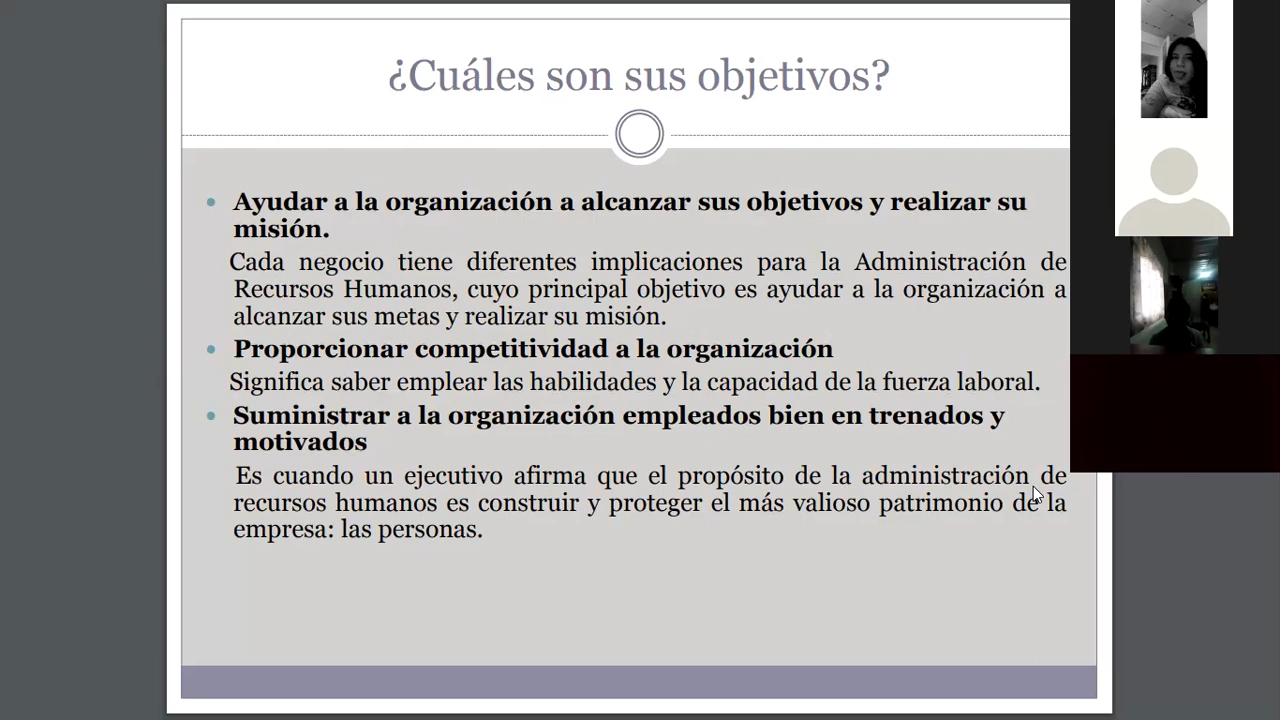 ¿Cuáles son sus objetivos?
• Ayudar a la organización a alcanzar sus objetivos y realizar su
misión.
Cada negocio tiene diferentes implicaciones para la Administración de
Recursos Humanos, cuyo principal objetivo es ayudar a la organización a
alcanzar sus metas y realizar su misión.
• Proporcionar competitividad a la organización
Significa saber emplear las habilidades y la capacidad de la fuerza laboral.
• Suministrar a la organización empleados bien en trenados y
motivados
Es cuando un ejecutivo afirma que el propósito de la administración de
recursos humanos es construir y proteger el más valioso patrimonio de la
empresa: las personas.